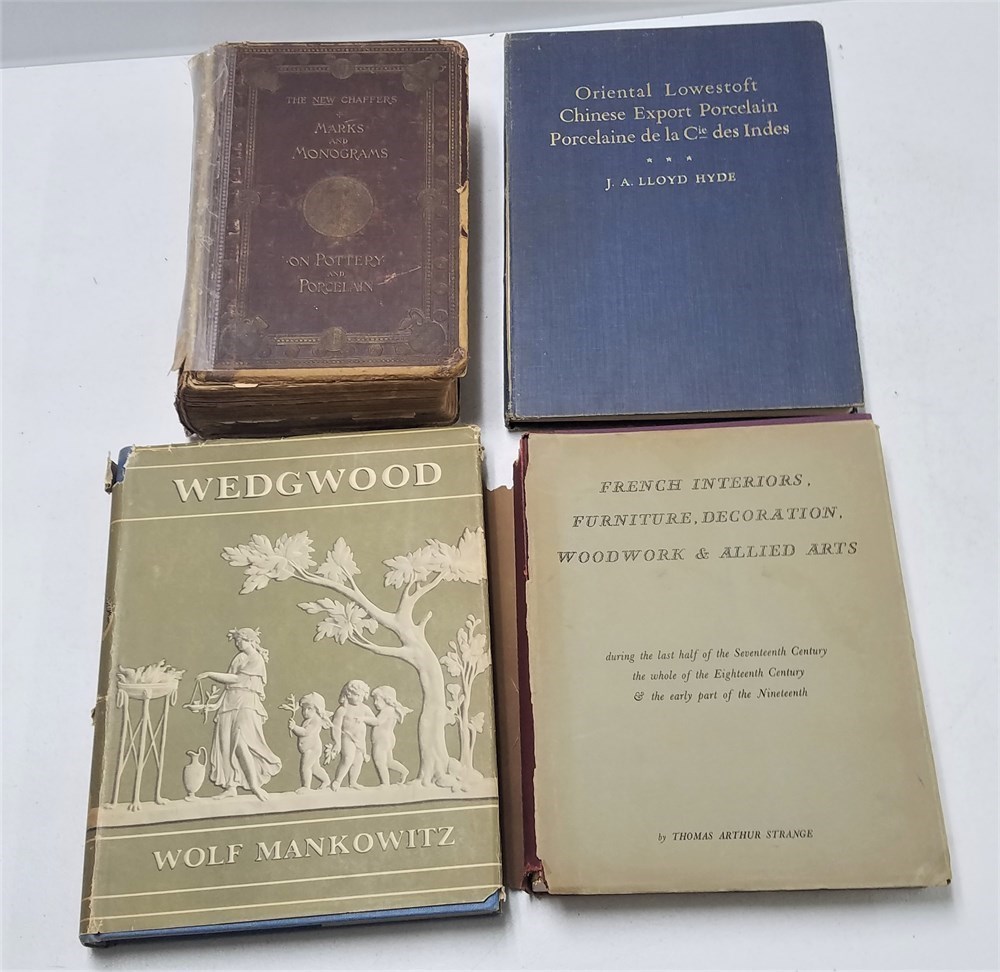 THE NEW CHAFFERS
MARKS
AND
MONOGRAMS
ON POTTERY
AND
PORCELAIN
Oriental Lowestoft
Chinese Export Porcelain
Porcelaine de la Cie des Indes
* * *
J. A. LLOYD HYDE
WEDGWOOD
WOLF MANKOWITZ
FRENCH INTERIORS,
FURNITURE, DECORATION,
WOODWORK & ALLIED ARTS
during the last half of the Seventeenth Century
the whole of the Eighteenth Century
& the early part of the Nineteenth
by THOMAS ARTHUR STRANGE